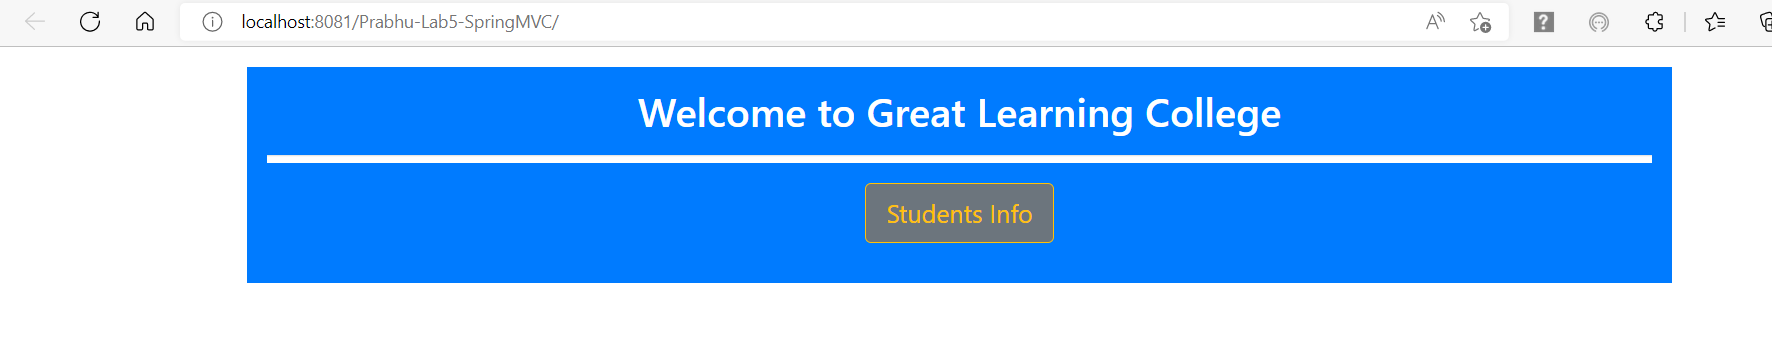 localhost:8081/Prabhu-Lab5-SpringMVC/
Welcome to Great Learning College
Students Info